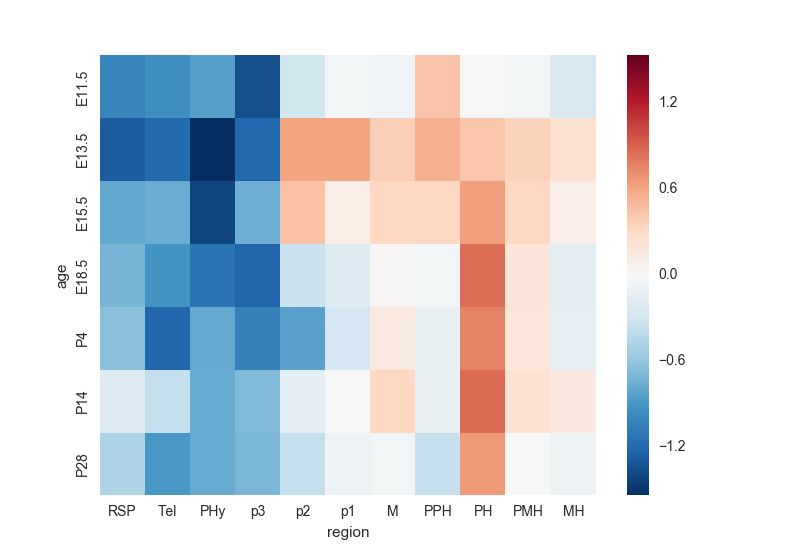 E11.5
E13.5
E15.5
E18.5
P4
P14
P28
age
RSP Tel PHy p3 p2 p1 M PPH PH PMH MH
region
1.2
0.6
0.0
−0.6
−1.2